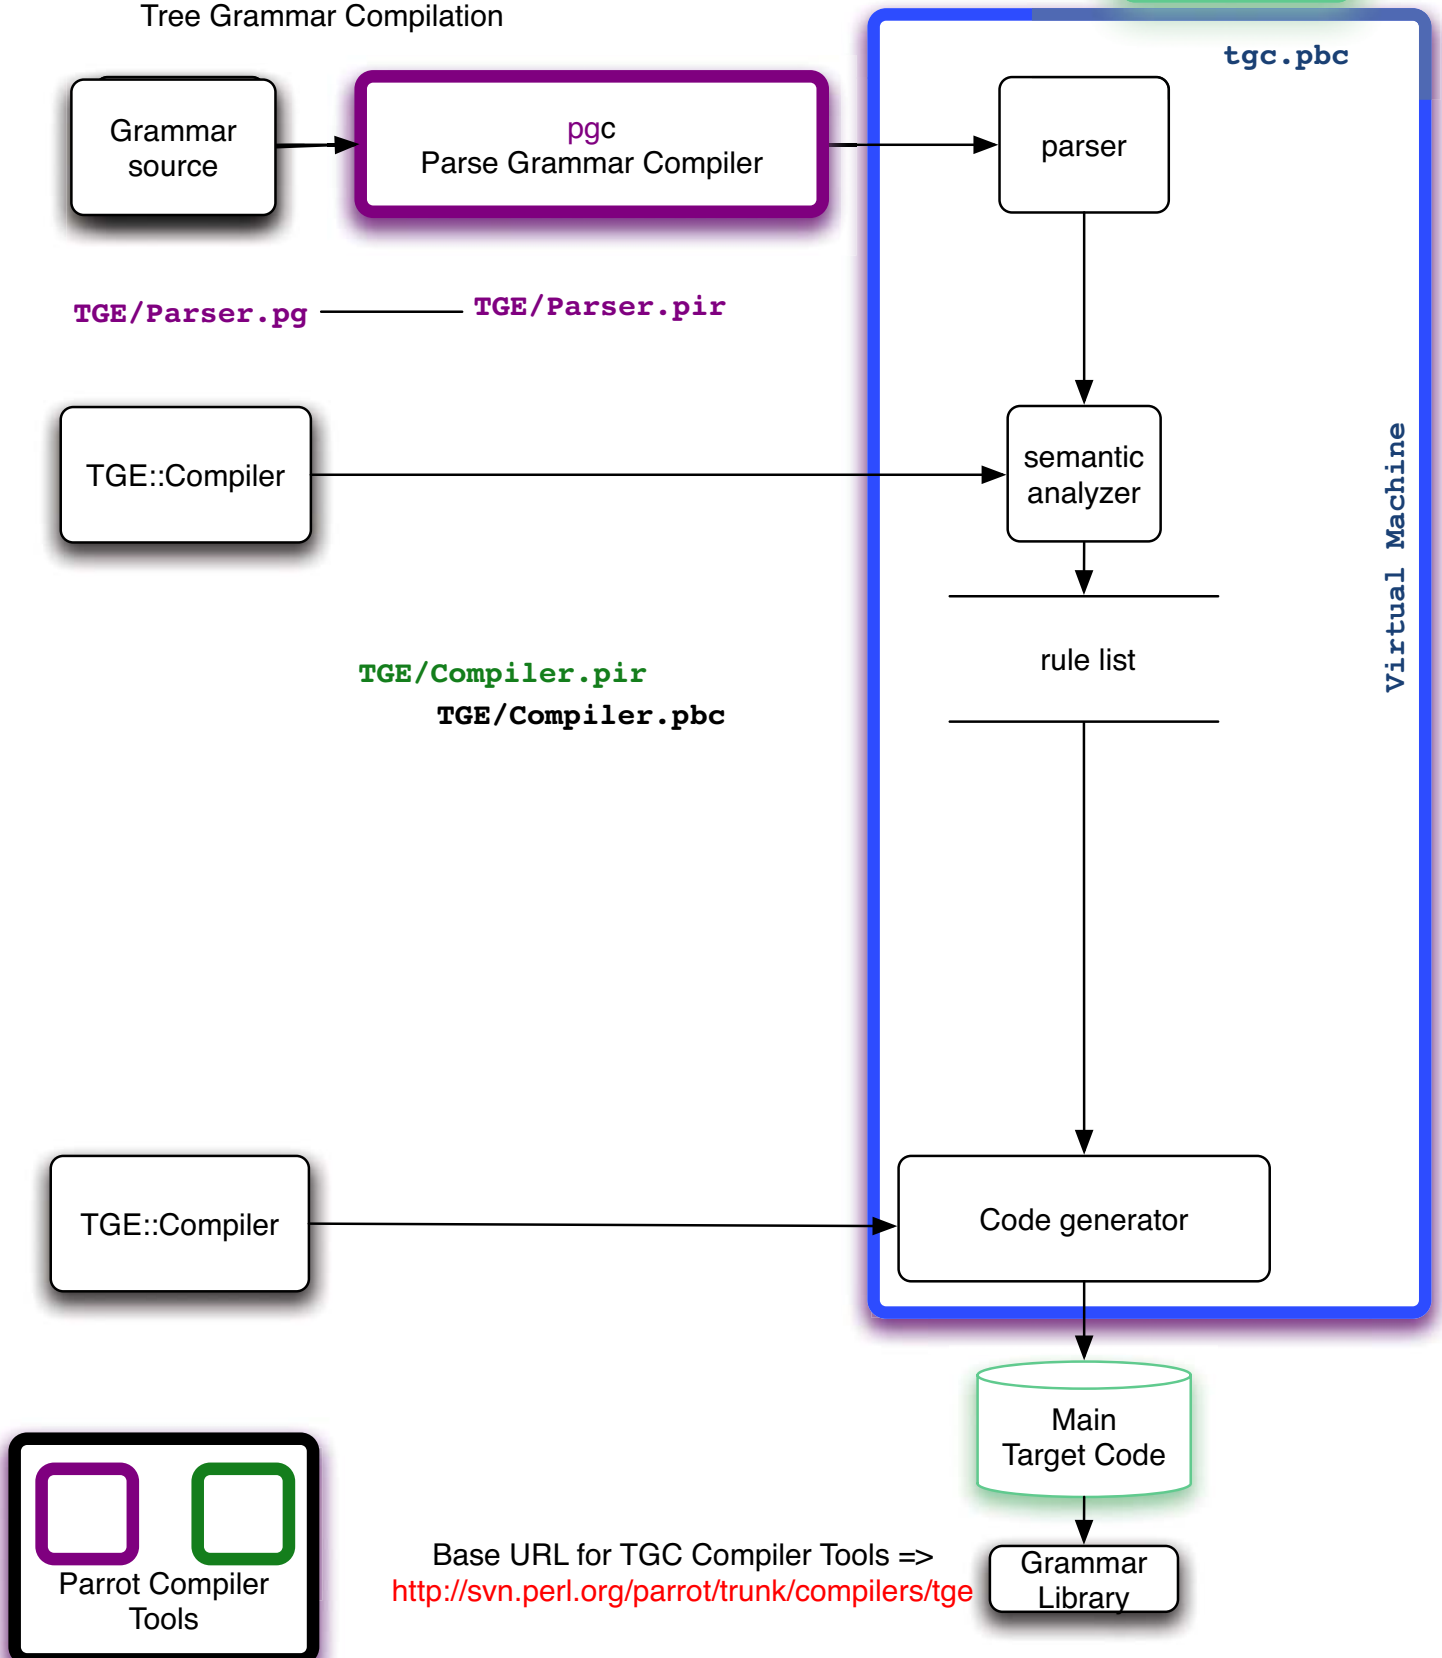 Tree Grammar Compilation
tgc.pbc
Grammar
source
pgc
Parse Grammar Compiler
parser
TGE/Parser.pg
TGE/Parser.pir
TGE::Compiler
semantic
analyzer
Virtual Machine
rule list
TGE/Compiler.pir
TGE/Compiler.pbc
TGE::Compiler
Code generator
Main
Target Code
Base URL for TGC Compiler Tools =>
http://svn.perl.org/parrot/trunk/compilers/tge
Grammar
Library
Parrot Compiler
Tools